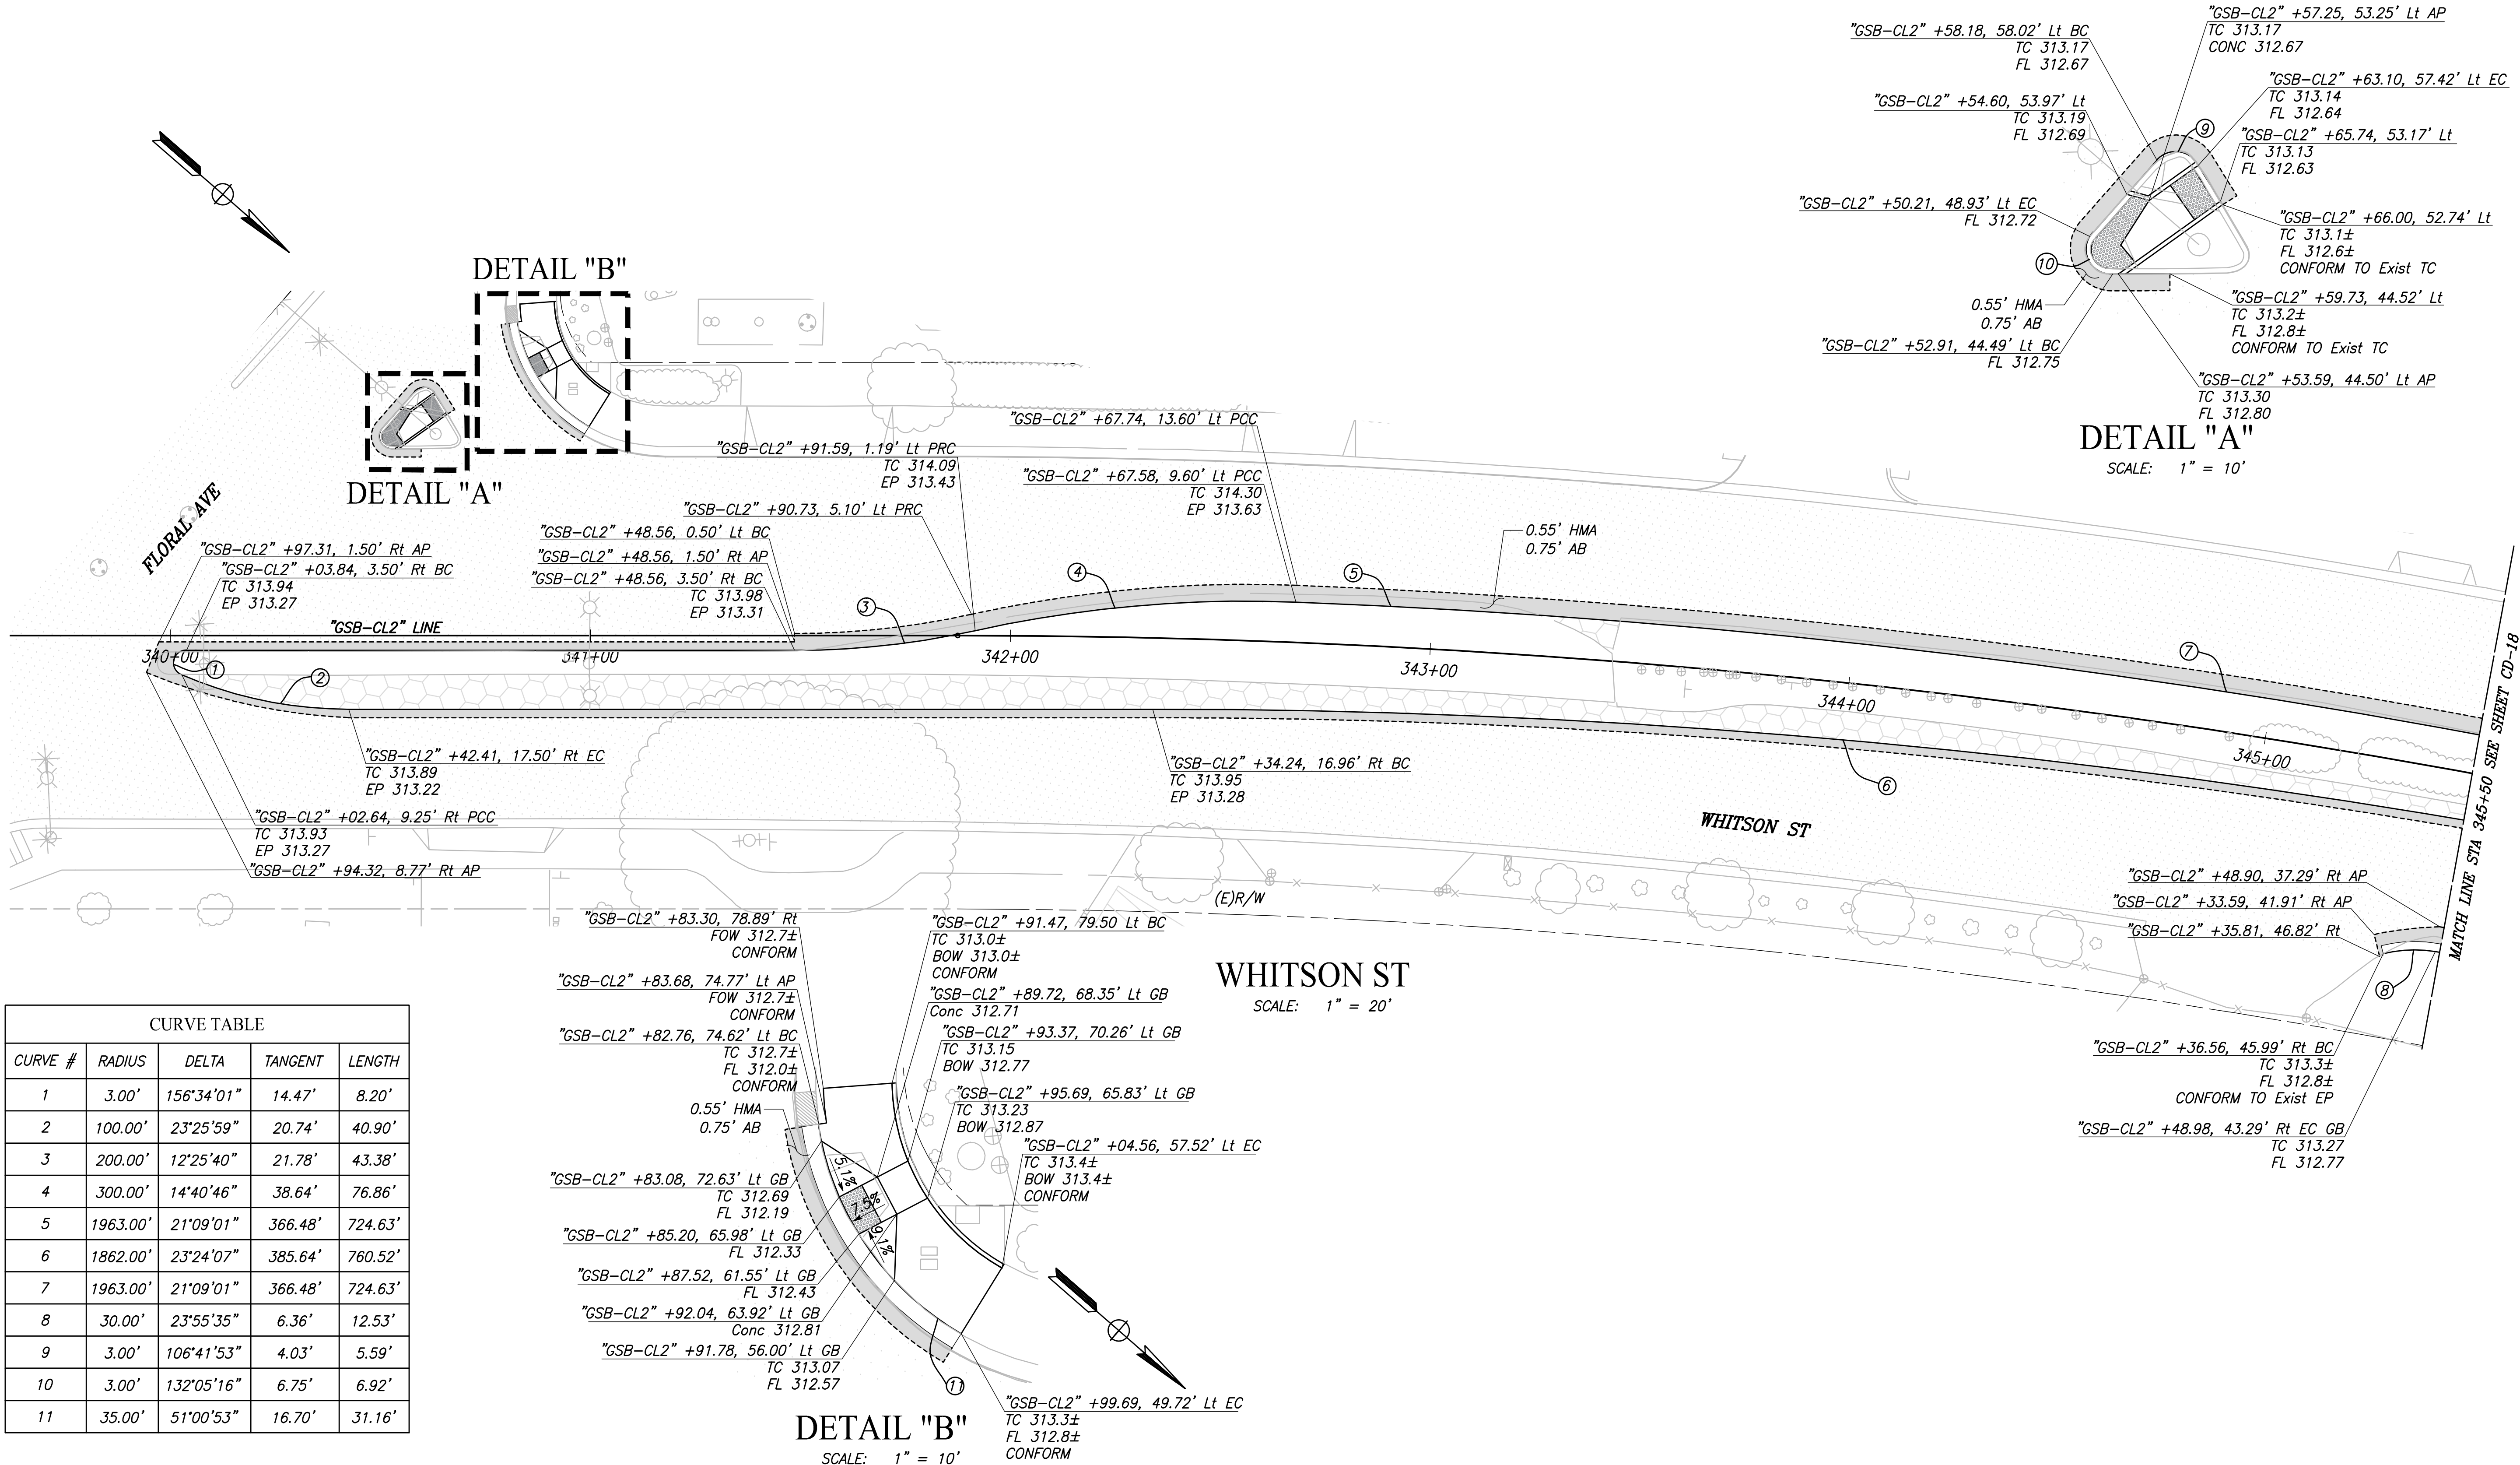 "GSB-CL2" +58.18, 58.02' Lt BC
TC 313.17
FL 312.67
"GSB-CL2" +57.25, 53.25' Lt AP
TC 313.17
CONC 312.67
"GSB-CL2" +54.60, 53.97' Lt
TC 313.19
FL 312.69
"GSB-CL2" +63.10, 57.42' Lt EC
TC 313.14
FL 312.64
9
"GSB-CL2" +65.74, 53.17' Lt
TC 313.13
FL 312.63
"GSB-CL2" +50.21, 48.93' Lt EC
FL 312.72
"GSB-CL2" +66.00, 52.74' Lt
TC 313.1±
FL 312.6±
CONFORM TO Exist TC
10
0.55' HMA
0.75' AB
"GSB-CL2" +59.73, 44.52' Lt
TC 313.2±
FL 312.8±
CONFORM TO Exist TC
"GSB-CL2" +52.91, 44.49' Lt BC
FL 312.75
"GSB-CL2" +53.59, 44.50' Lt AP
TC 313.30
FL 312.80
DETAIL "A"
SCALE: 1" = 10'
DETAIL "B"
DETAIL "A"
FLORAL AVE
"GSB-CL2" +67.74, 13.60' Lt PCC
"GSB-CL2" +91.59, 1.19' Lt PRC
TC 314.09
EP 313.43
"GSB-CL2" +67.58, 9.60' Lt PCC
TC 314.30
EP 313.63
"GSB-CL2" +90.73, 5.10' Lt PRC
"GSB-CL2" +48.56, 0.50' Lt BC
"GSB-CL2" +48.56, 1.50' Rt AP
"GSB-CL2" +48.56, 3.50' Rt BC
TC 313.98
EP 313.31
0.55' HMA
0.75' AB
"GSB-CL2" +97.31, 1.50' Rt AP
"GSB-CL2" +03.84, 3.50' Rt BC
TC 313.94
EP 313.27
"GSB-CL2" LINE
3
4
5
7
340+00
341+00
342+00
343+00
344+00
345+00
1
2
6
"GSB-CL2" +42.41, 17.50' Rt EC
TC 313.89
EP 313.22
"GSB-CL2" +34.24, 16.96' Rt BC
TC 313.95
EP 313.28
"GSB-CL2" +02.64, 9.25' Rt PCC
TC 313.93
EP 313.27
"GSB-CL2" +94.32, 8.77' Rt AP
WHITSON ST
(E)R/W
MATCH LINE STA 345+50 SEE SHEET CD-18
"GSB-CL2" +48.90, 37.29' Rt AP
"GSB-CL2" +33.59, 41.91' Rt AP
"GSB-CL2" +35.81, 46.82' Rt
8
"GSB-CL2" +36.56, 45.99' Rt BC
TC 313.3±
FL 312.8±
CONFORM TO Exist EP
"GSB-CL2" +48.98, 43.29' Rt EC GB
TC 313.27
FL 312.77
WHITSON ST
SCALE: 1" = 20'
"GSB-CL2" +83.30, 78.89' Rt
FOW 312.7±
CONFORM
"GSB-CL2" +83.68, 74.77' Lt AP
FOW 312.7±
CONFORM
"GSB-CL2" +82.76, 74.62' Lt BC
TC 312.7±
FL 312.0±
CONFORM
0.55' HMA
0.75' AB
"GSB-CL2" +83.08, 72.63' Lt GB
TC 312.69
FL 312.19
"GSB-CL2" +85.20, 65.98' Lt GB
FL 312.33
"GSB-CL2" +87.52, 61.55' Lt GB
FL 312.43
"GSB-CL2" +92.04, 63.92' Lt GB
Conc 312.81
"GSB-CL2" +91.78, 56.00' Lt GB
TC 313.07
FL 312.57
"GSB-CL2" +91.47, 79.50 Lt BC
TC 313.0±
BOW 313.0±
CONFORM
"GSB-CL2" +89.72, 68.35' Lt GB
Conc 312.71
"GSB-CL2" +93.37, 70.26' Lt GB
TC 313.15
BOW 312.77
"GSB-CL2" +95.69, 65.83' Lt GB
TC 313.23
BOW 312.87
"GSB-CL2" +04.56, 57.52' Lt EC
TC 313.4±
BOW 313.4±
CONFORM
5.1%
7.5%
9.1%
11
"GSB-CL2" +99.69, 49.72' Lt EC
TC 313.3±
FL 312.8±
CONFORM
DETAIL "B"
SCALE: 1" = 10'
CURVE TABLE
CURVE # RADIUS DELTA TANGENT LENGTH
1 3.00' 156°34'01" 14.47' 8.20'
2 100.00' 23°25'59" 20.74' 40.90'
3 200.00' 12°25'40" 21.78' 43.38'
4 300.00' 14°40'46" 38.64' 76.86'
5 1963.00' 21°09'01" 366.48' 724.63'
6 1862.00' 23°24'07" 385.64' 760.52'
7 1963.00' 21°09'01" 366.48' 724.63'
8 30.00' 23°55'35" 6.36' 12.53'
9 3.00' 106°41'53" 4.03' 5.59'
10 3.00' 132°05'16" 6.75' 6.92'
11 35.00' 51°00'53" 16.70' 31.16'